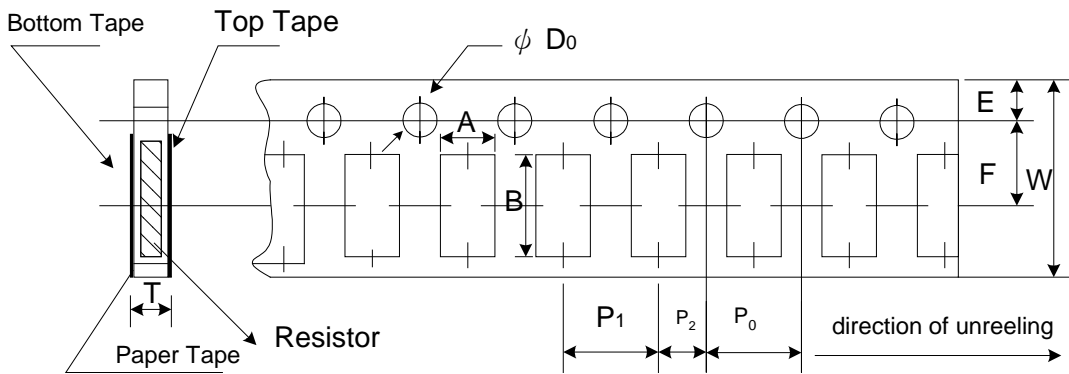 Bottom Tape
Top Tape
ϕ D₀
E
A
F
W
B
T
P₁
P₂
P₀
Resistor
direction of unreeling
Paper Tape